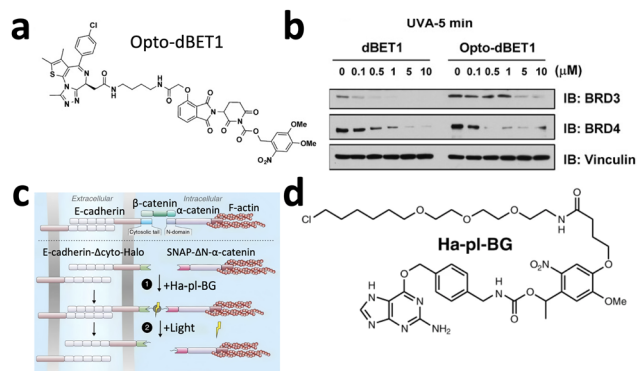 a
Opto-dBET1
Cl
S
N
N
N
N
O
N
H
H
N
O
O
O
N
O
O
O
N
O
O
O
NO₂
OMe
OMe
b
UVA-5 min
dBET1 Opto-dBET1
0 0.1 0.5 1 5 10 0 0.1 0.5 1 5 10 (μM)
IB: BRD3
IB: BRD4
IB: Vinculin
c
Extracellular Intracellular
β-catenin
E-cadherin α-catenin F-actin
Cytosolic tail N-domain
E-cadherin-Δcyto-Halo SNAP-ΔN-α-catenin
1 +Ha-pl-BG
2 +Light
d
Cl
O
O
O
N
H
O
Ha-pl-BG
O
NO₂
O
OMe
H
N
O
O
H
N
N
N
N
NH₂